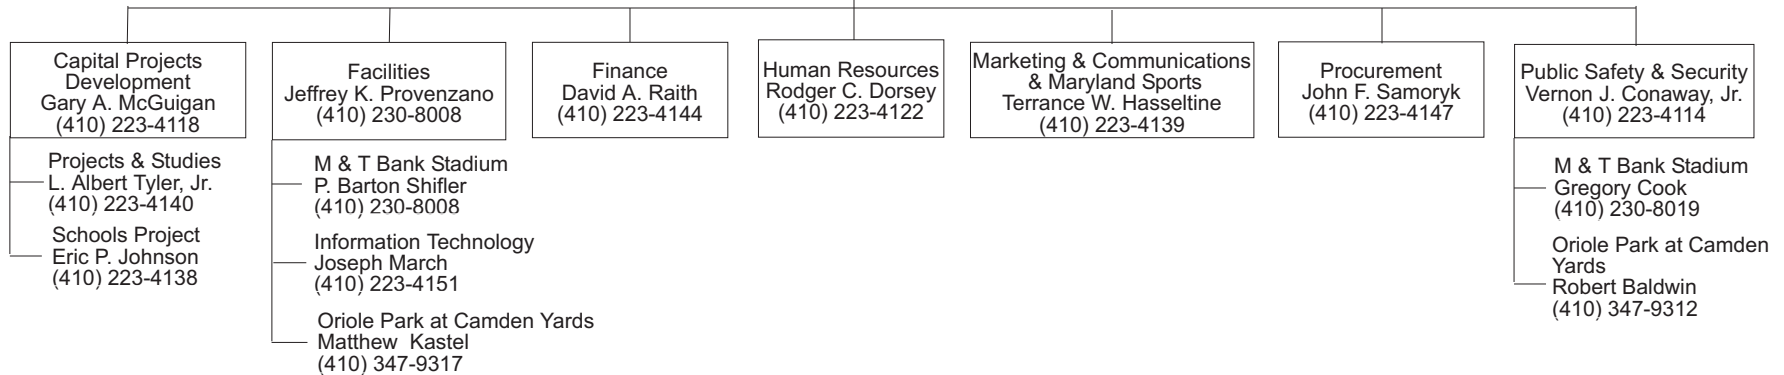 Capital Projects
Development
Gary A. McGuigan
(410) 223-4118
Projects & Studies
L. Albert Tyler, Jr.
(410) 223-4140
Schools Project
Eric P. Johnson
(410) 223-4138
Facilities
Jeffrey K. Provenzano
(410) 230-8008
M & T Bank Stadium
P. Barton Shifler
(410) 230-8008
Information Technology
Joseph March
(410) 223-4151
Oriole Park at Camden Yards
Matthew Kastel
(410) 347-9317
Finance
David A. Raith
(410) 223-4144
Human Resources
Rodger C. Dorsey
(410) 223-4122
Marketing & Communications
& Maryland Sports
Terrance W. Hasseltine
(410) 223-4139
Procurement
John F. Samoryk
(410) 223-4147
Public Safety & Security
Vernon J. Conaway, Jr.
(410) 223-4114
M & T Bank Stadium
Gregory Cook
(410) 230-8019
Oriole Park at Camden
Yards
Robert Baldwin
(410) 347-9312